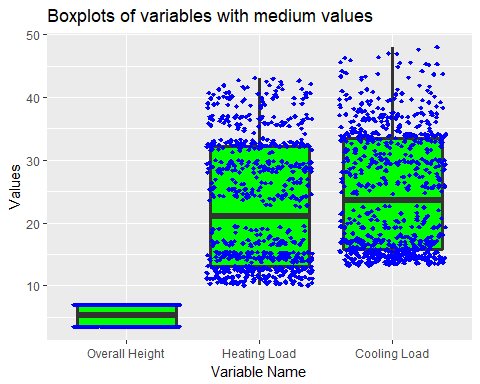 Boxplots of variables with medium values
50
40
30
20
10
Values
Overall Height
Heating Load
Cooling Load
Variable Name